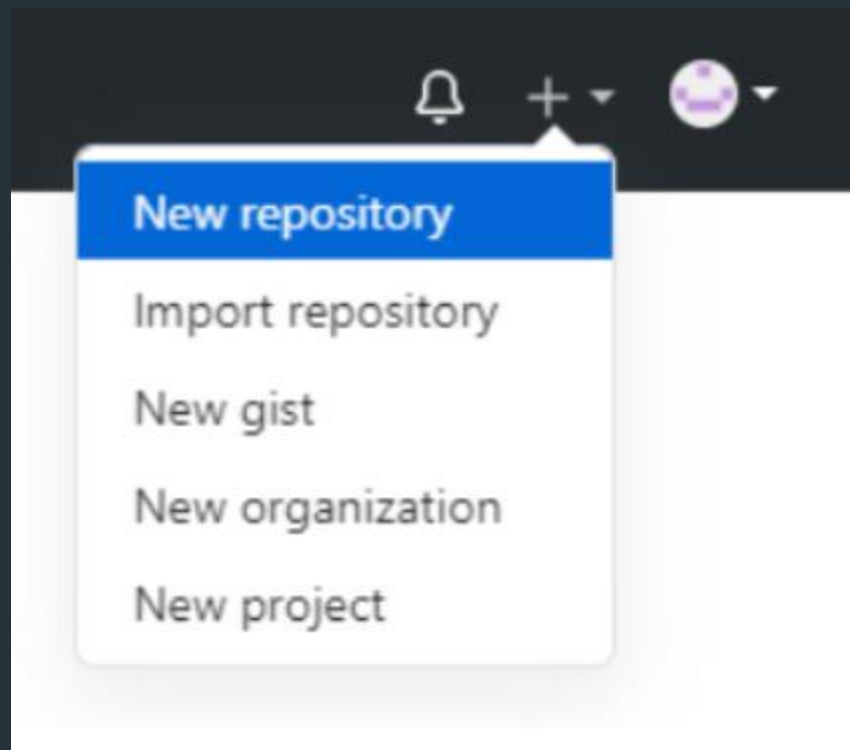 New repository
Import repository
New gist
New organization
New project